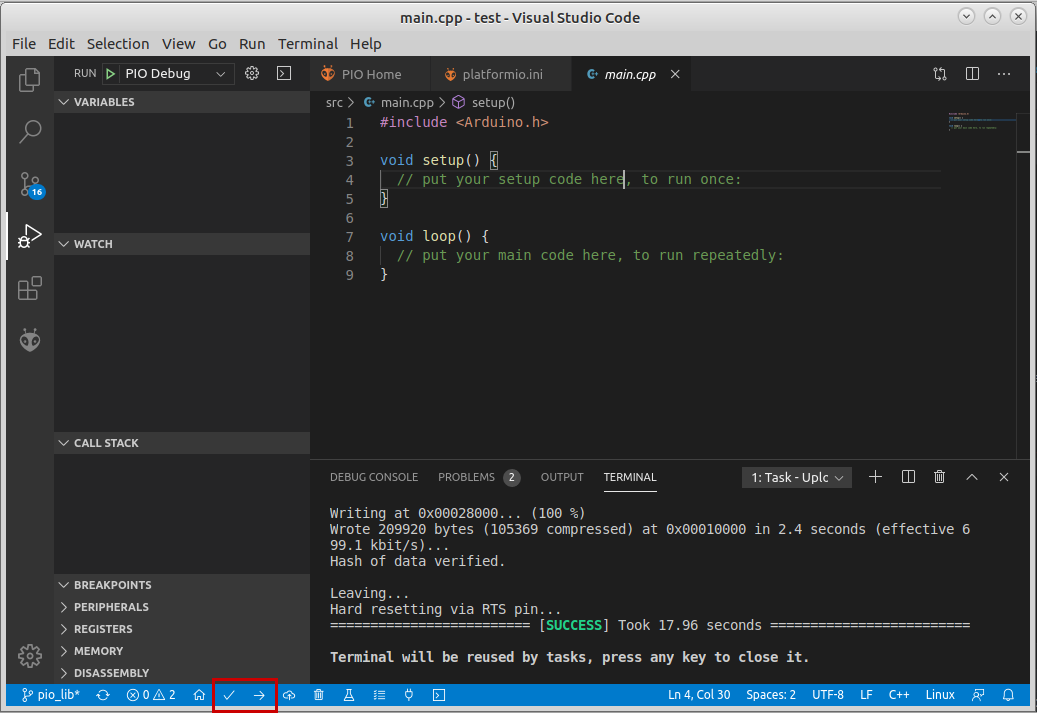 main.cpp - test - Visual Studio Code
File Edit Selection View Go Run Terminal Help
RUN PIO Debug
PIO Home platformio.ini main.cpp
VARIABLES
src > main.cpp > setup()
1 #include <Arduino.h>
2
3 void setup() {
4 // put your setup code here, to run once:
5 }
6
7 void loop() {
8 // put your main code here, to run repeatedly:
9 }
16
WATCH
CALL STACK
BREAKPOINTS
PERIPHERALS
REGISTERS
MEMORY
DISASSEMBLY
DEBUG CONSOLE PROBLEMS 2 OUTPUT TERMINAL 1: Task - Uplc
Writing at 0x00028000... (100 %)
Wrote 209920 bytes (105369 compressed) at 0x00010000 in 2.4 seconds (effective 6
99.1 kbit/s)...
Hash of data verified.
Leaving...
Hard resetting via RTS pin...
========================= [SUCCESS] Took 17.96 seconds =========================
Terminal will be reused by tasks, press any key to close it.
pio_lib* 0 2 Ln 4, Col 30 Spaces: 2 UTF-8 LF C++ Linux